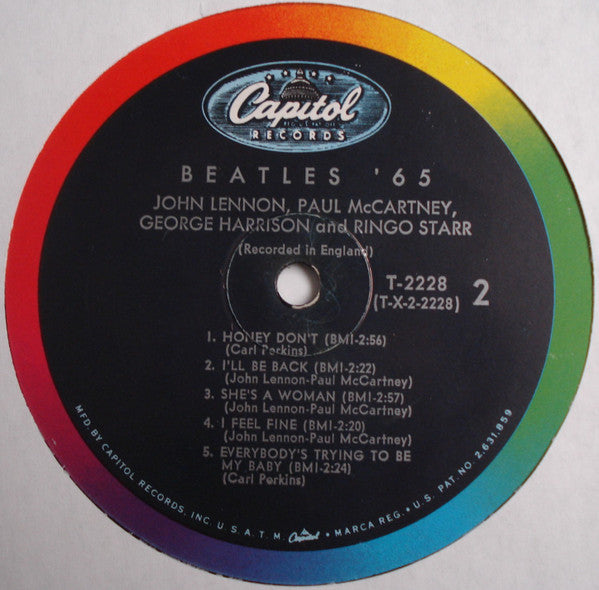 Capitol
RECORDS
BEATLES '65
JOHN LENNON, PAUL McCARTNEY,
GEORGE HARRISON and RINGO STARR
(Recorded in England)
T-2228
(T-X-2-2228)
2
1. HONEY DON'T (BMI-2:56)
(Carl Perkins)
2. I'LL BE BACK (BMI-2:22)
(John Lennon-Paul McCartney)
3. SHE'S A WOMAN (BMI-2:57)
(John Lennon-Paul McCartney)
4. I FEEL FINE (BMI-2:20)
(John Lennon-Paul McCartney)
5. EVERYBODY'S TRYING TO BE
MY BABY (BMI-2:24)
(Carl Perkins)
MFD. BY CAPITOL RECORDS, INC. U.S.A. T.M. Capitol • MARCA REG. • U.S. PAT. NO. 2,631,859